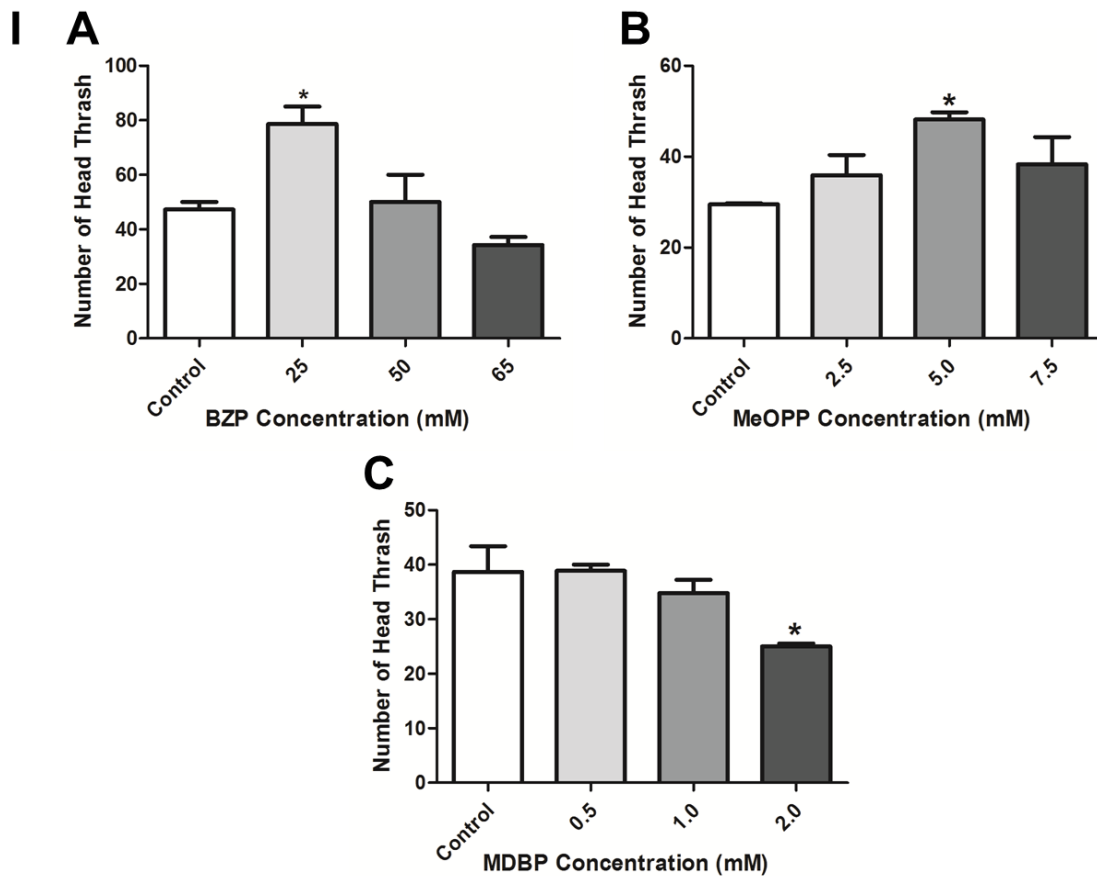 I
A
Number of Head Thrash
100
80
60
40
20
0
*
Control
25
50
65
BZP Concentration (mM)
B
Number of Head Thrash
60
40
20
0
*
Control
2.5
5.0
7.5
MeOPP Concentration (mM)
C
Number of Head Thrash
50
40
30
20
10
0
*
Control
0.5
1.0
2.0
MDBP Concentration (mM)